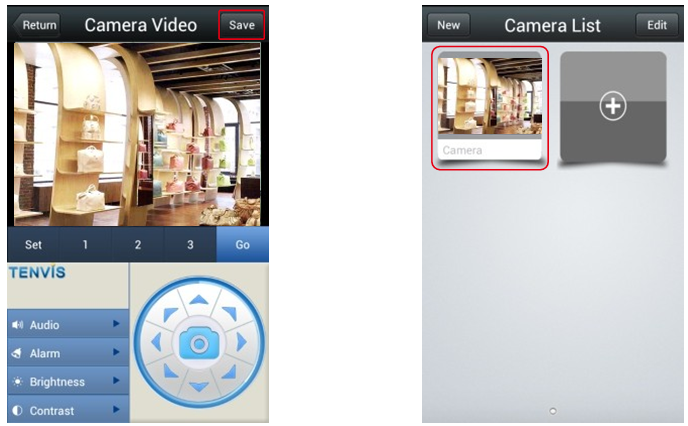 Return Camera Video Save
Set 1 2 3 Go
TENVIS
Audio
Alarm
Brightness
Contrast
New Camera List Edit
Camera